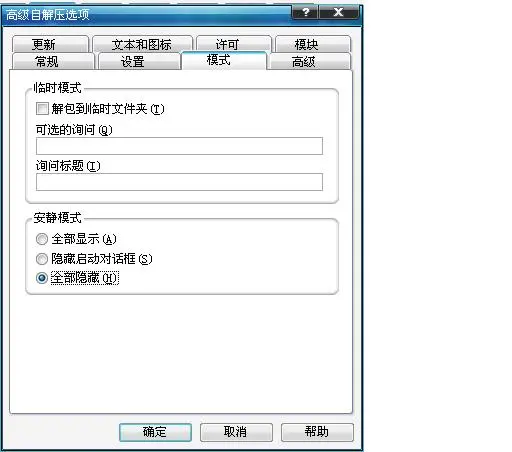 高级自解压选项
更新 文本和图标 许可 模块
常规 设置 模式 高级
临时模式
解包到临时文件夹(T)
可选的询问(Q)
询问标题(I)
安静模式
全部显示(A)
隐藏启动对话框(S)
全部隐藏(H)
确定 取消 帮助